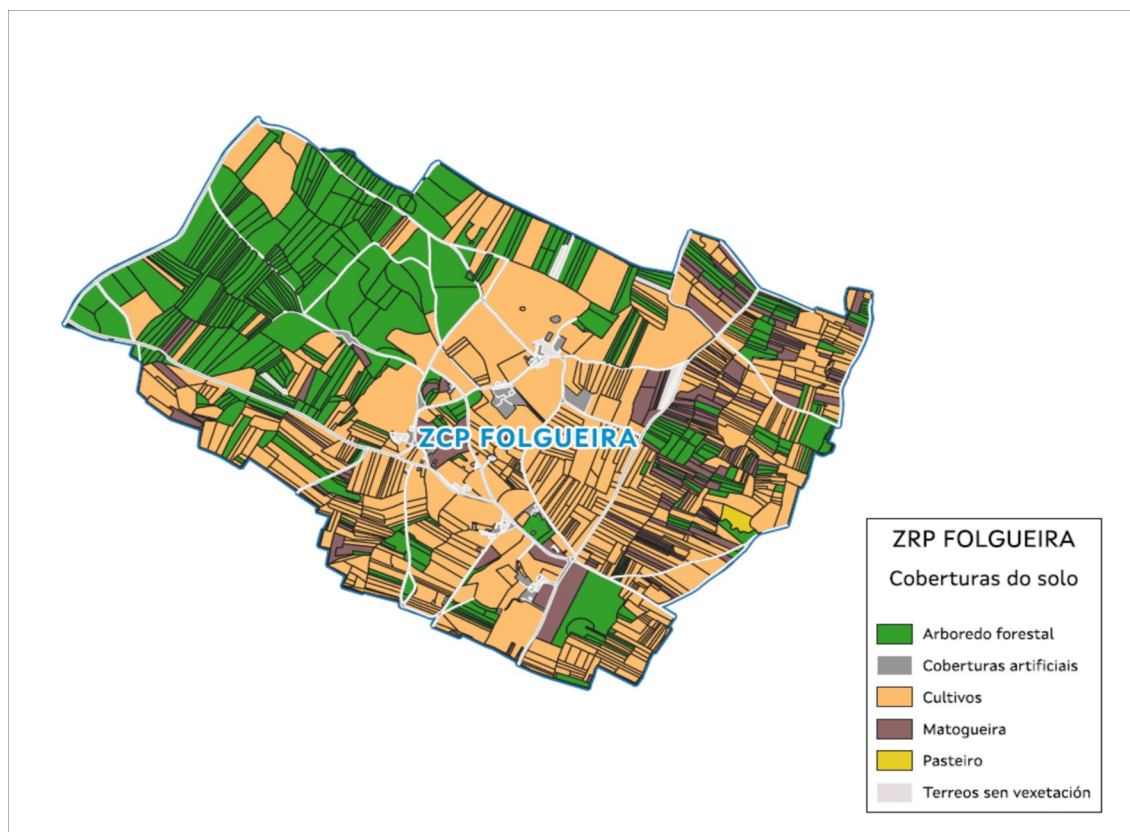 ZCP FOLGUEIRA
ZRP FOLGUEIRA
Coberturas do solo
Arboredo forestal
Coberturas artificiais
Cultivos
Matogueira
Pasteiro
Terreos sen vexetación